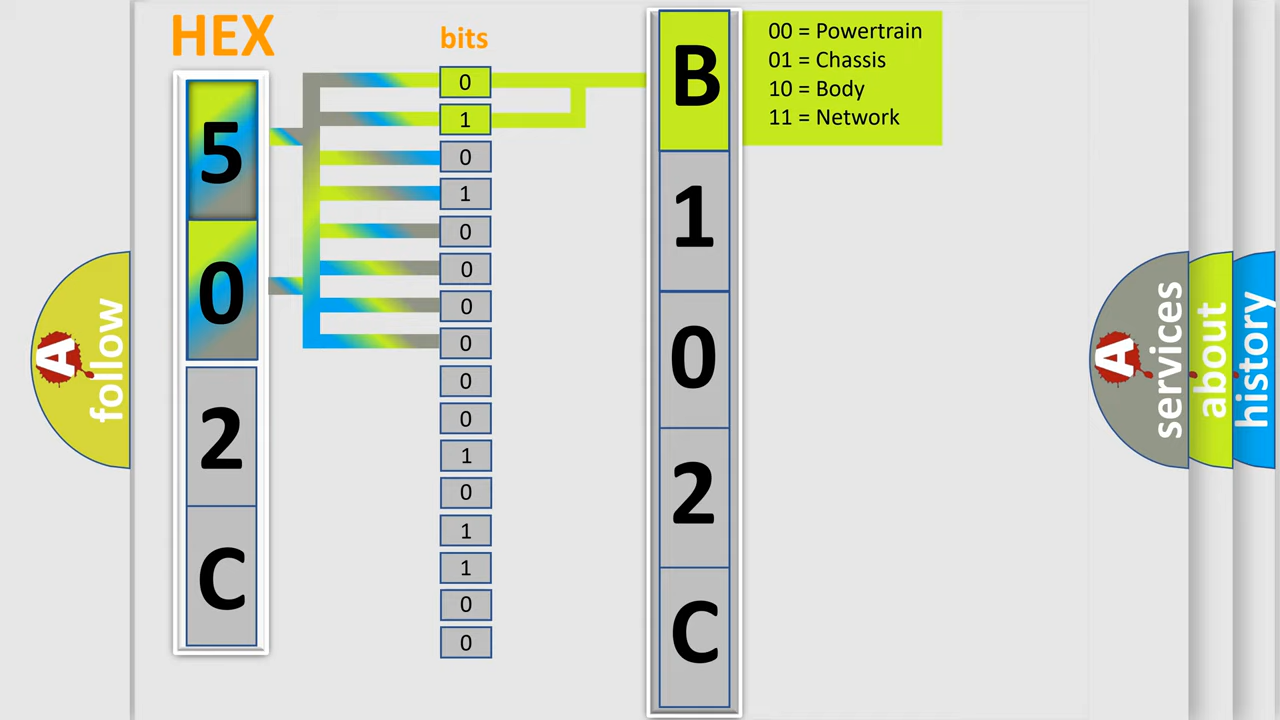 HEX
bits
5
0
2
C
0
1
0
1
0
0
0
0
0
0
1
0
1
1
0
0
B
1
0
2
C
00 = Powertrain
01 = Chassis
10 = Body
11 = Network
A
follow
A
services
about
history